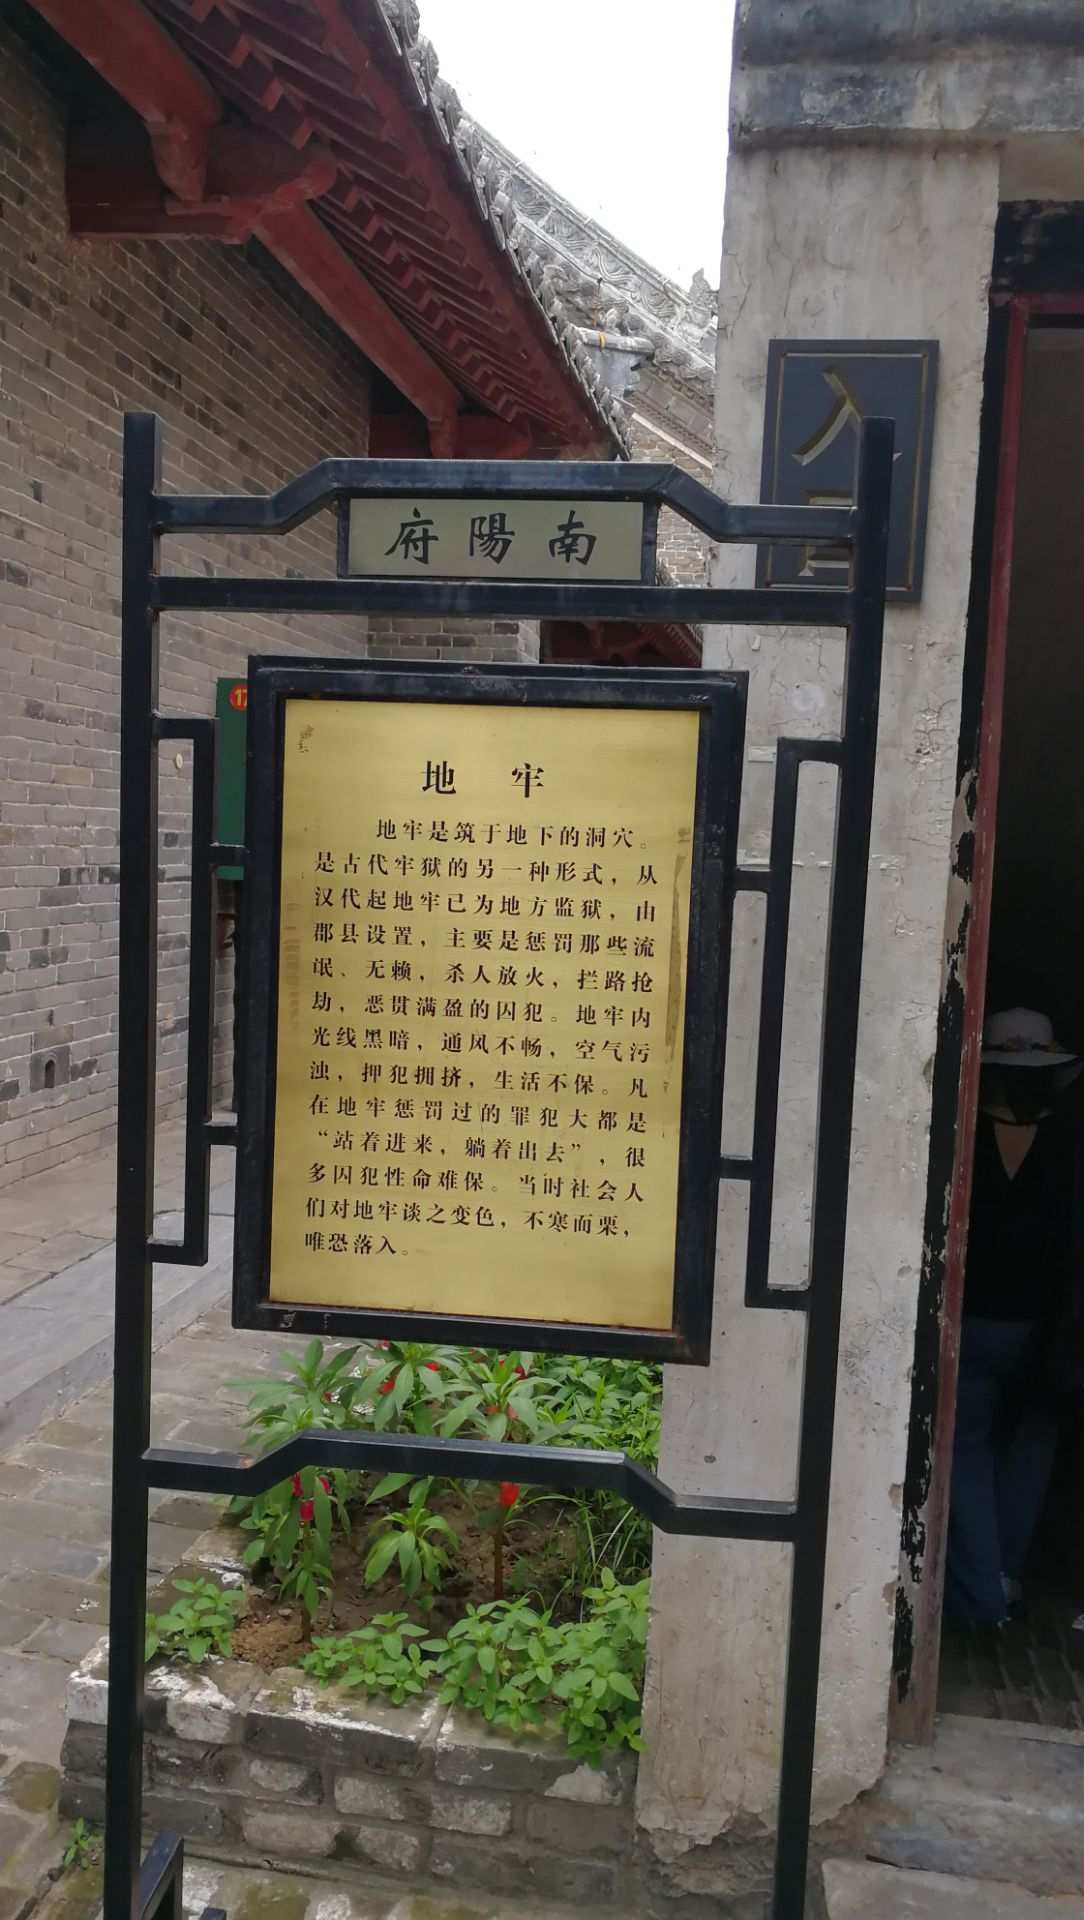 南陽府
入口
17
地牢
地牢是筑于地下的洞穴。
是古代牢狱的另一种形式，从
汉代起地牢已为地方监狱，由
郡县设置，主要是惩罚那些流
氓、无赖，杀人放火，拦路抢
劫，恶贯满盈的囚犯。地牢内
光线黑暗，通风不畅，空气污
浊，押犯拥挤，生活不保。凡
在地牢惩罚过的罪犯大都是
“站着进来，躺着出去”，很
多囚犯性命难保。当时社会人
们对地牢谈之变色，不寒而栗，
唯恐落入。